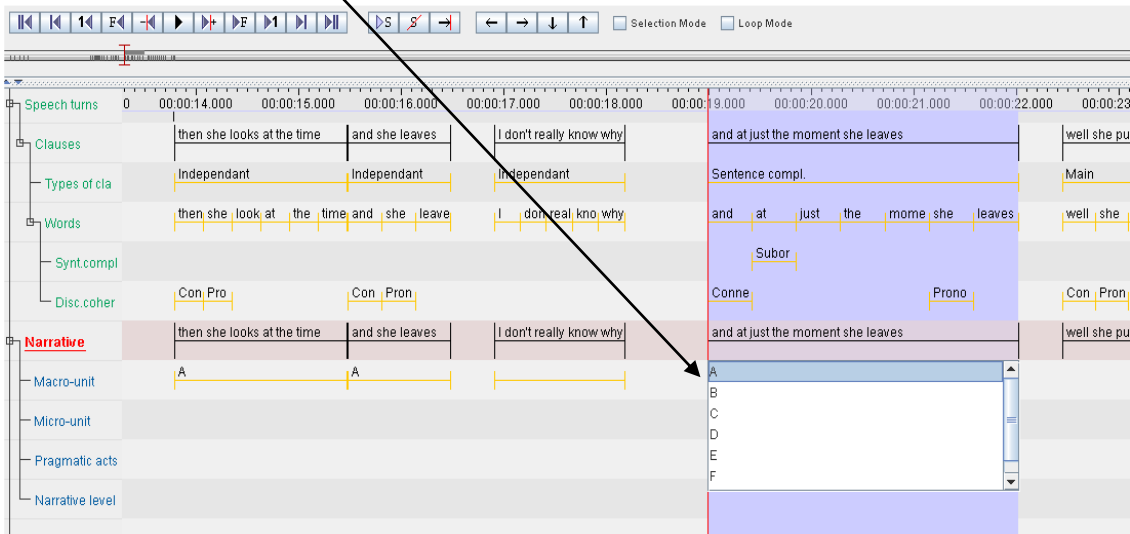 1 F + F 1 S S Selection Mode Loop Mode
Speech turns 0 00:00:14.000 00:00:15.000 00:00:16.000 00:00:17.000 00:00:18.000 00:00:19.000 00:00:20.000 00:00:21.000 00:00:22.000 00:00:23
Clauses then she looks at the time and she leaves I don't really know why and at just the moment she leaves well she pu
Types of cla Independant Independant Independant Sentence compl. Main
Words then she look at the time and she leave I don real kno why and at just the mome she leaves well she
Synt.compl Subor
Disc.coher Con Pro Con Pron Conne Prono Con Pron
Narrative then she looks at the time and she leaves I don't really know why and at just the moment she leaves well she pu
Macro-unit A A A
B
Micro-unit C
D
Pragmatic acts E
F
Narrative level